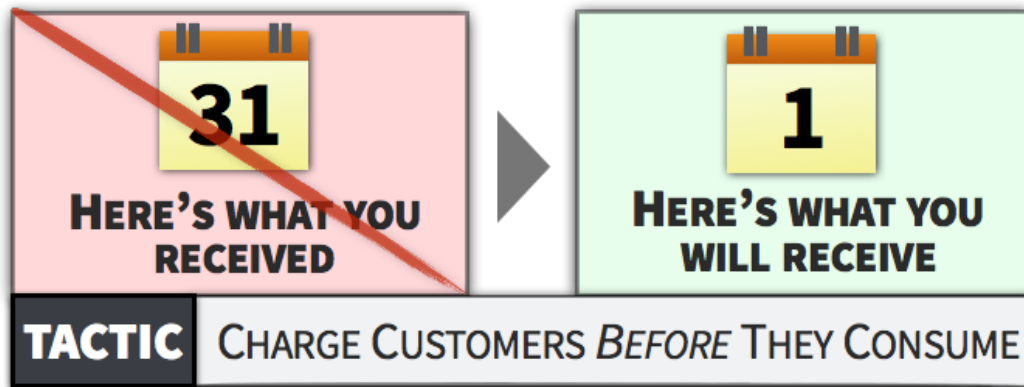 31
HERE'S WHAT YOU
RECEIVED
1
HERE'S WHAT YOU
WILL RECEIVE
TACTIC
CHARGE CUSTOMERS BEFORE THEY CONSUME